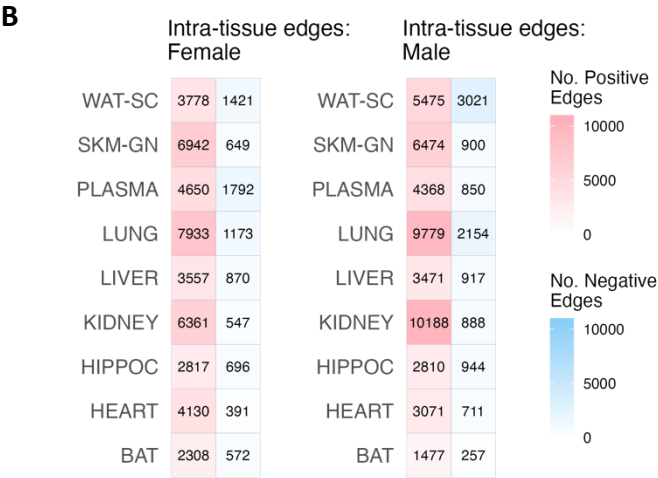 B
Intra-tissue edges:
Female
WAT-SC 3778 1421
SKM-GN 6942 649
PLASMA 4650 1792
LUNG 7933 1173
LIVER 3557 870
KIDNEY 6361 547
HIPPOC 2817 696
HEART 4130 391
BAT 2308 572
Intra-tissue edges:
Male
WAT-SC 5475 3021
SKM-GN 6474 900
PLASMA 4368 850
LUNG 9779 2154
LIVER 3471 917
KIDNEY 10188 888
HIPPOC 2810 944
HEART 3071 711
BAT 1477 257
No. Positive
Edges
10000
5000
0
No. Negative
Edges
10000
5000
0